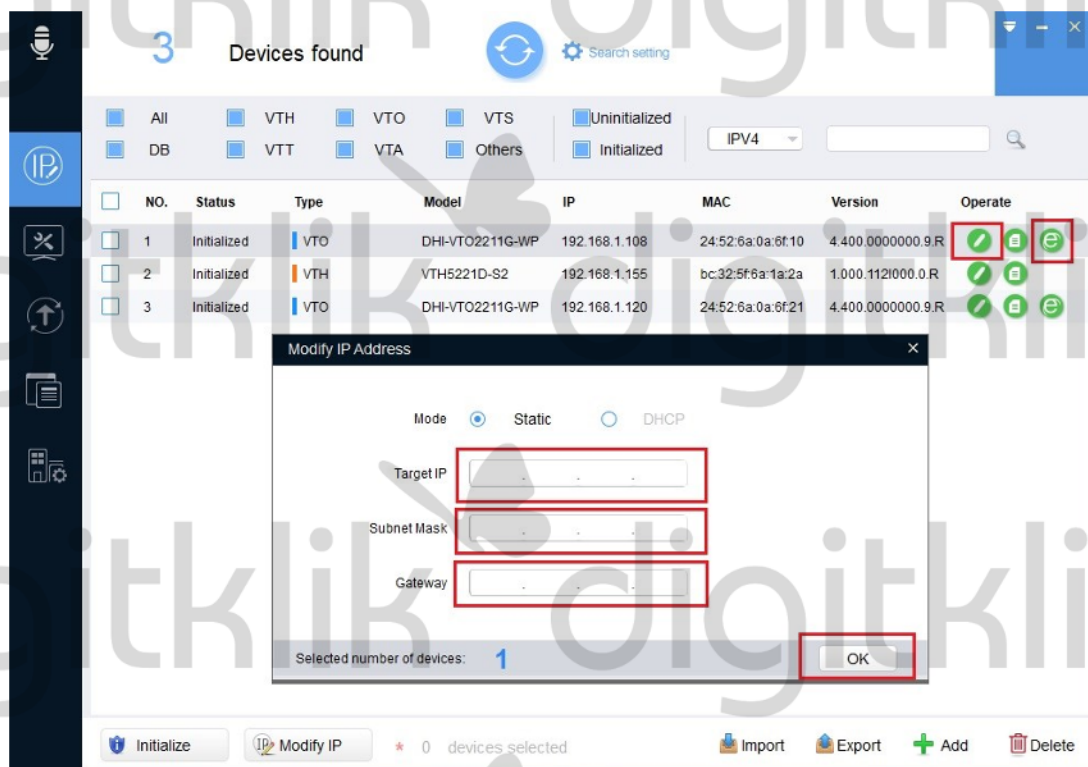 3 Devices found Search setting
All VTH VTO VTS Uninitialized
DB VTT VTA Others Initialized
IPV4
NO. Status Type Model IP MAC Version Operate
1 Initialized VTO DHI-VTO2211G-WP 192.168.1.108 24:52:6a:0a:6f:10 4.400.0000000.9.R
2 Initialized VTH VTH5221D-S2 192.168.1.155 bc:32:5f:6a:1a:2a 1.000.112I000.0.R
3 Initialized VTO DHI-VTO2211G-WP 192.168.1.120 24:52:6a:0a:6f:21 4.400.0000000.9.R
Modify IP Address
Mode Static DHCP
Target IP
Subnet Mask
Gateway
Selected number of devices: 1
OK
Initialize IP Modify IP * 0 devices selected Import Export Add Delete
IP
digitklik